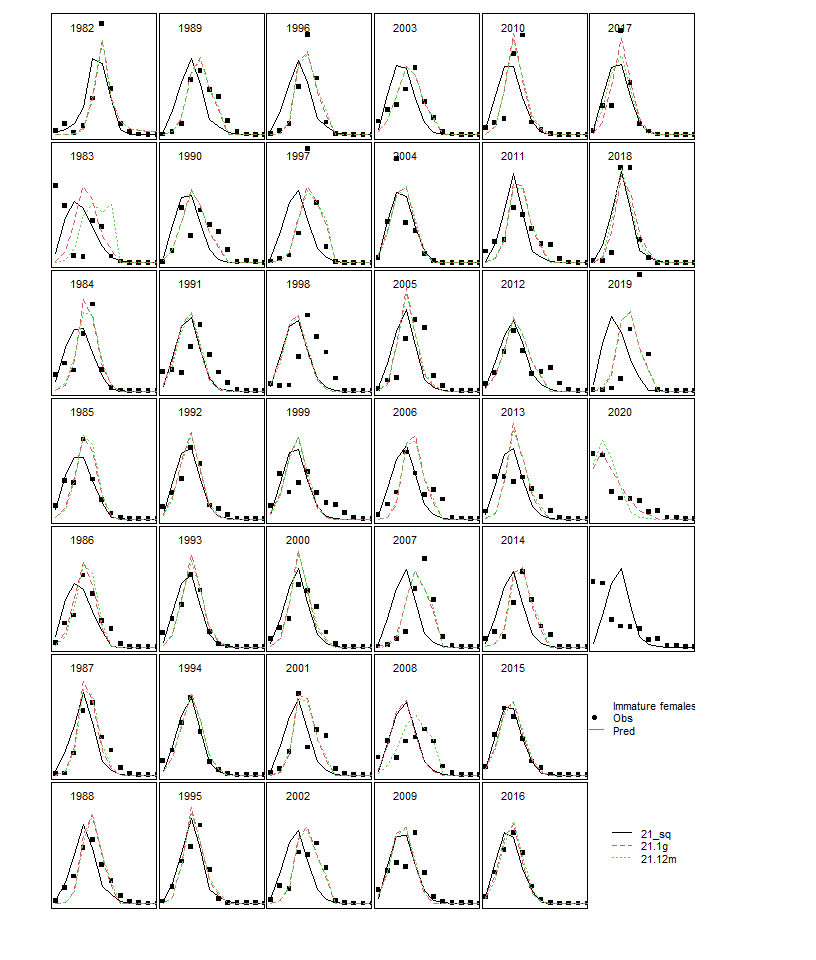 1982 1989 1996 2003 2010 2017
1983 1990 1997 2004 2011 2018
1984 1991 1998 2005 2012 2019
1985 1992 1999 2006 2013 2020
1986 1993 2000 2007 2014
1987 1994 2001 2008 2015
Immature females
Obs
Pred
1988 1995 2002 2009 2016
21_sq
21.1g
21.12m